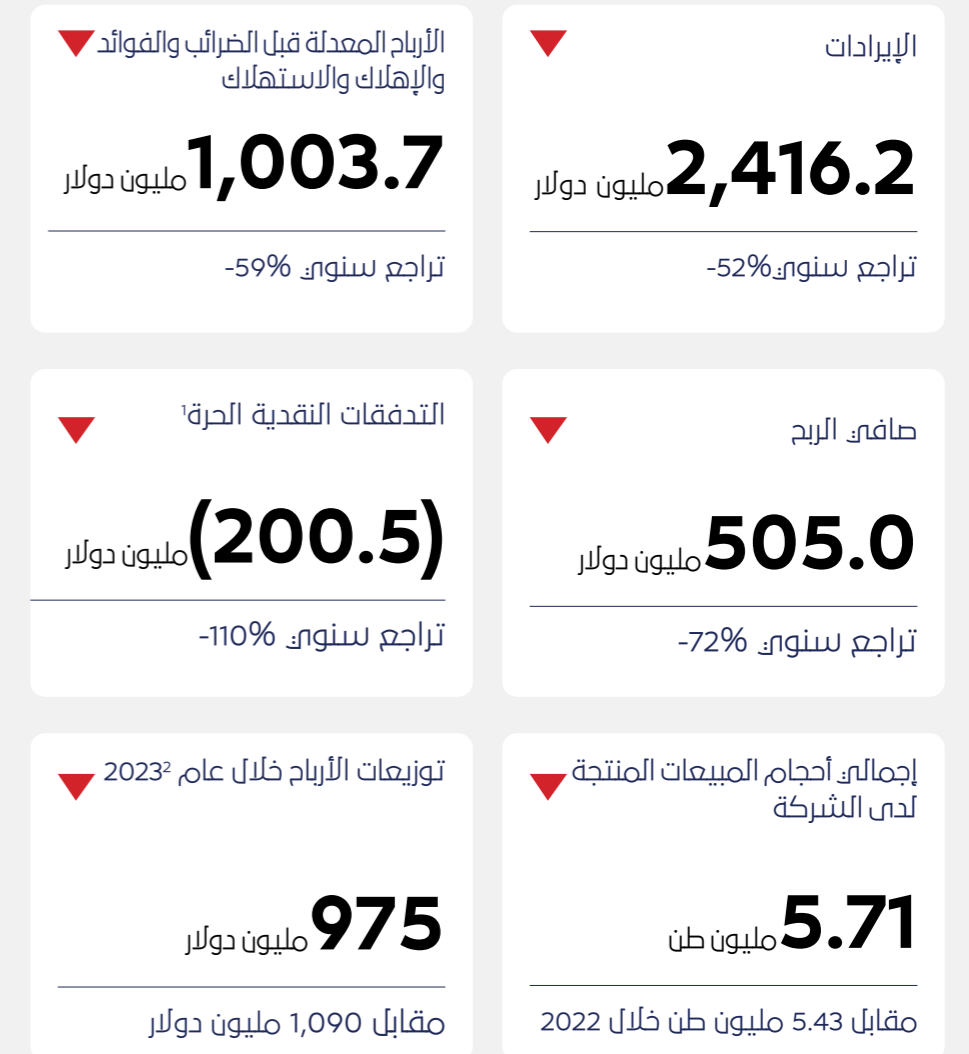 الإيرادات
2,416.2 مليون دولار
تراجع سنوي 52%-
الأرباح المعدلة قبل الضرائب والفوائد
والإهلاك والاستهلاك
1,003.7 مليون دولار
تراجع سنوي 59%-
صافي الربح
505.0 مليون دولار
تراجع سنوي 72%-
التدفقات النقدية الحرة¹
(200.5) مليون دولار
تراجع سنوي 110%-
إجمالي أحجام المبيعات المنتجة
لدى الشركة
5.71 مليون طن
مقابل 5.43 مليون طن خلال 2022
توزيعات الأرباح خلال عام 2023²
975 مليون دولار
مقابل 1,090 مليون دولار